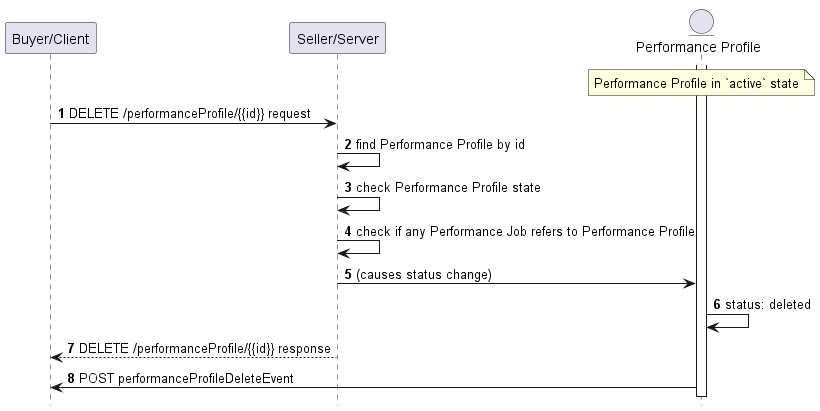 Buyer/Client
Seller/Server
Performance Profile
Performance Profile in `active` state
1 DELETE /performanceProfile/{{id}} request
2 find Performance Profile by id
3 check Performance Profile state
4 check if any Performance Job refers to Performance Profile
5 (causes status change)
6 status: deleted
7 DELETE /performanceProfile/{{id}} response
8 POST performanceProfileDeleteEvent